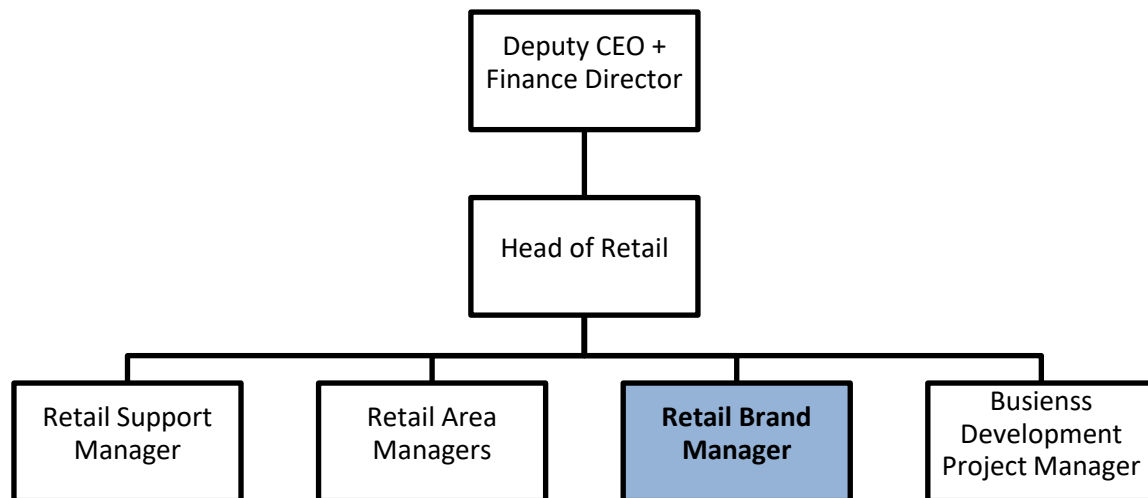 Deputy CEO +
Finance Director
Head of Retail
Retail Support
Manager
Retail Area
Managers
Retail Brand
Manager
Busienss
Development
Project Manager